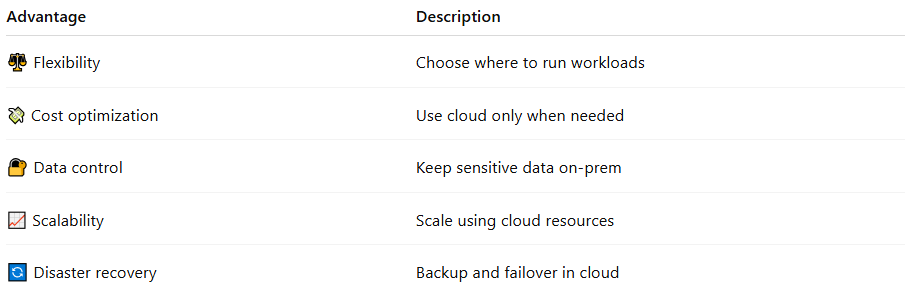 Advantage Description
⚖️ Flexibility Choose where to run workloads
💸 Cost optimization Use cloud only when needed
🔒 Data control Keep sensitive data on-prem
📈 Scalability Scale using cloud resources
🔄 Disaster recovery Backup and failover in cloud